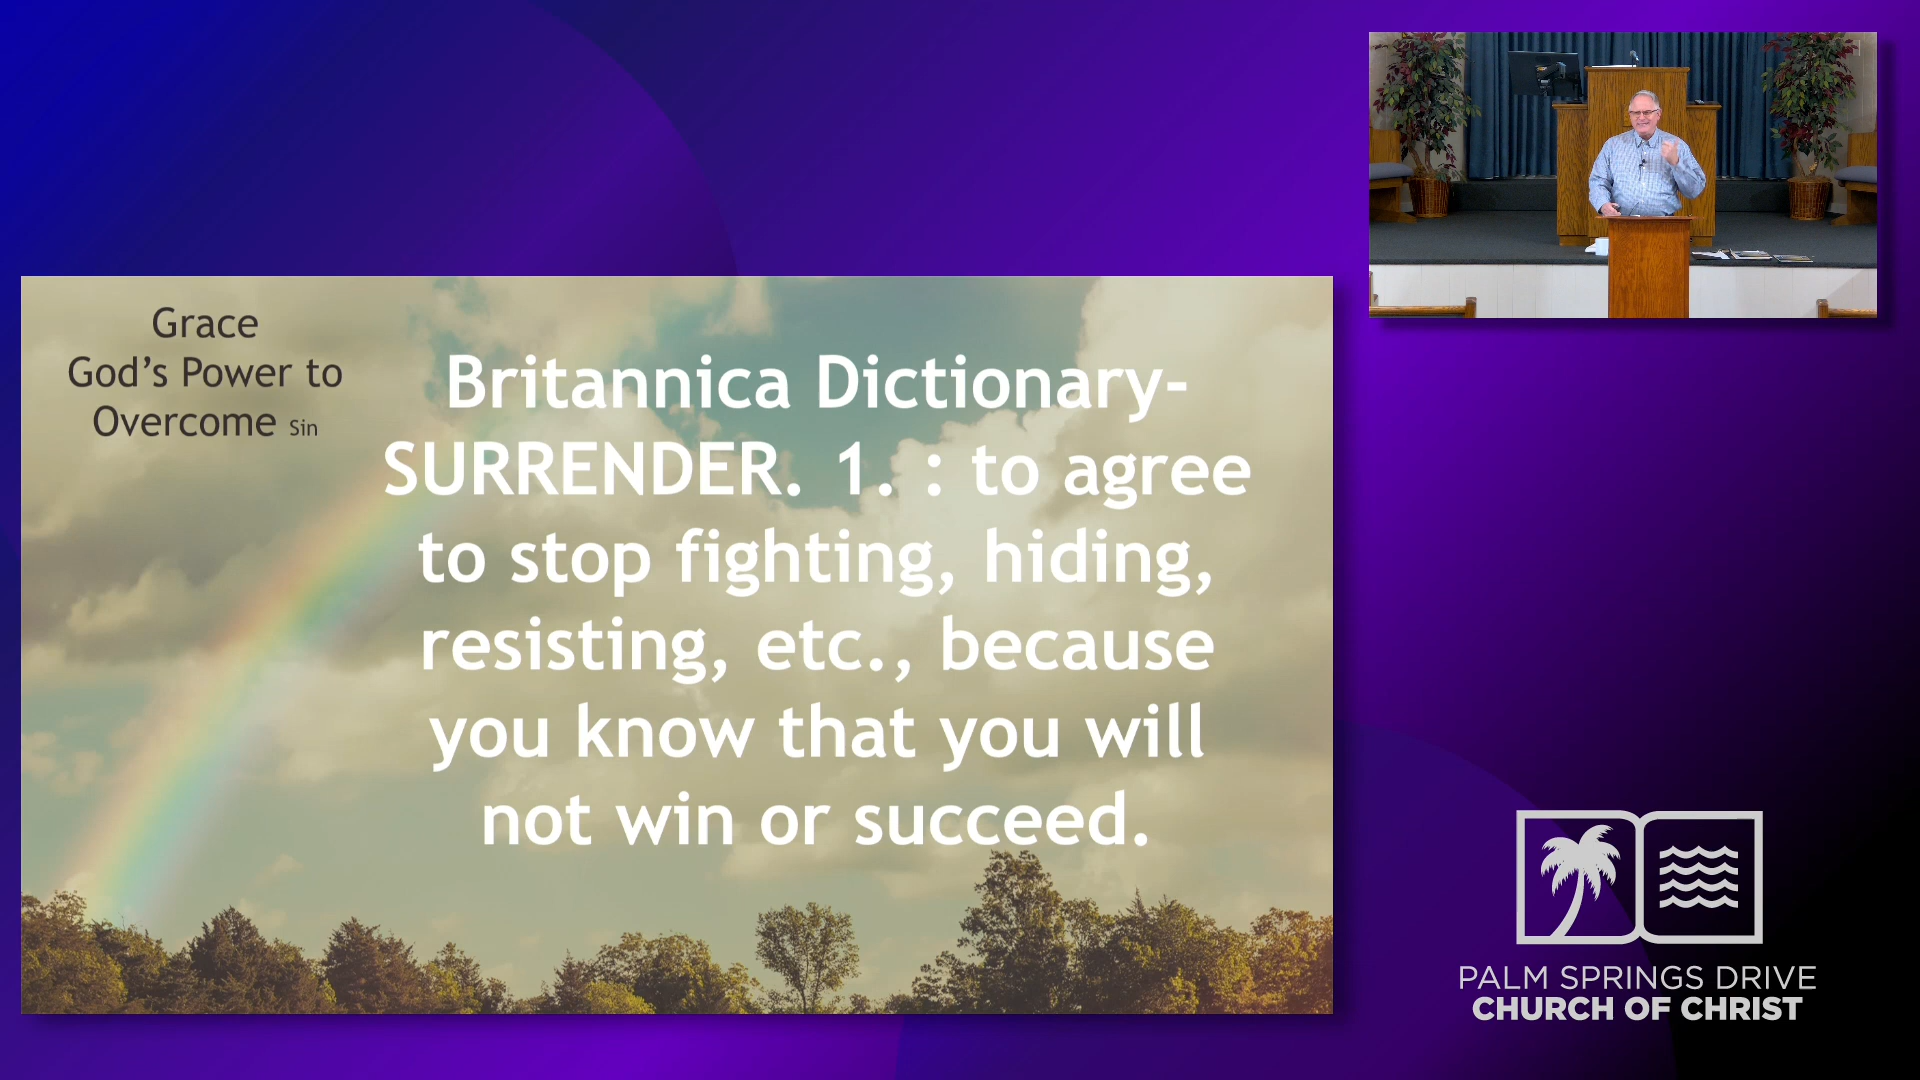 Grace
God's Power to
Overcome Sin
Britannica Dictionary-
SURRENDER. 1. : to agree
to stop fighting, hiding,
resisting, etc., because
you know that you will
not win or succeed.
PALM SPRINGS DRIVE
CHURCH OF CHRIST